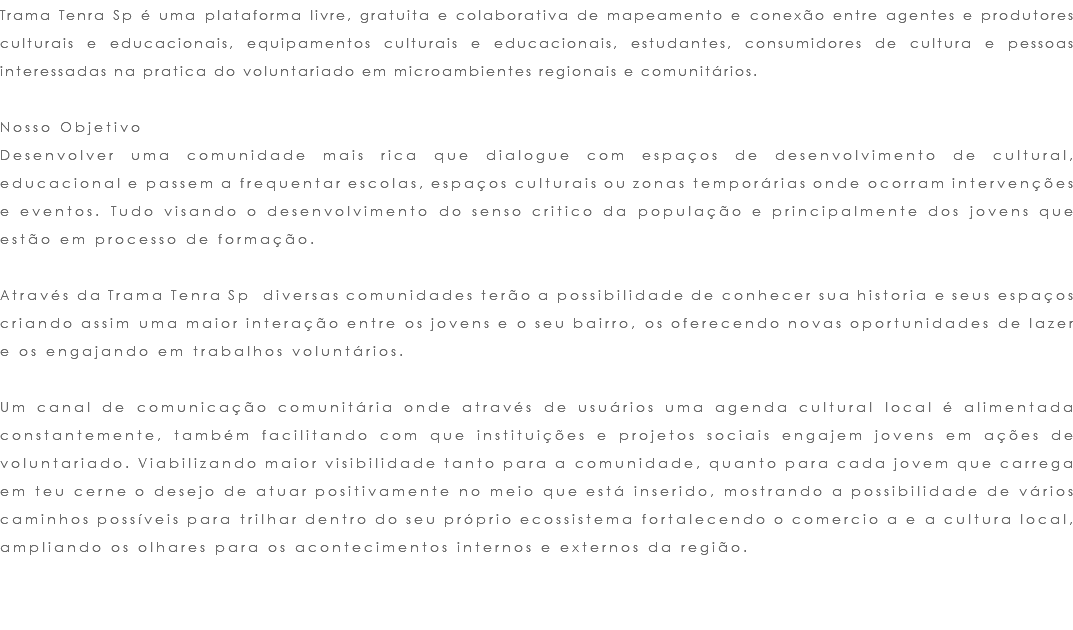 Trama Tenra Sp é uma plataforma livre, gratuita e colaborativa de mapeamento e conexão entre agentes e produtores
culturais e educacionais, equipamentos culturais e educacionais, estudantes, consumidores de cultura e pessoas
interessadas na pratica do voluntariado em microambientes regionais e comunitários.
Nosso Objetivo
Desenvolver uma comunidade mais rica que dialogue com espaços de desenvolvimento de cultural,
educacional e passem a frequentar escolas, espaços culturais ou zonas temporárias onde ocorram intervenções
e eventos. Tudo visando o desenvolvimento do senso critico da população e principalmente dos jovens que
estão em processo de formação.
Através da Trama Tenra Sp diversas comunidades terão a possibilidade de conhecer sua historia e seus espaços
criando assim uma maior interação entre os jovens e o seu bairro, os oferecendo novas oportunidades de lazer
e os engajando em trabalhos voluntários.
Um canal de comunicação comunitária onde através de usuários uma agenda cultural local é alimentada
constantemente, também facilitando com que instituições e projetos sociais engajem jovens em ações de
voluntariado. Viabilizando maior visibilidade tanto para a comunidade, quanto para cada jovem que carrega
em teu cerne o desejo de atuar positivamente no meio que está inserido, mostrando a possibilidade de vários
caminhos possíveis para trilhar dentro do seu próprio ecossistema fortalecendo o comercio a e a cultura local,
ampliando os olhares para os acontecimentos internos e externos da região.